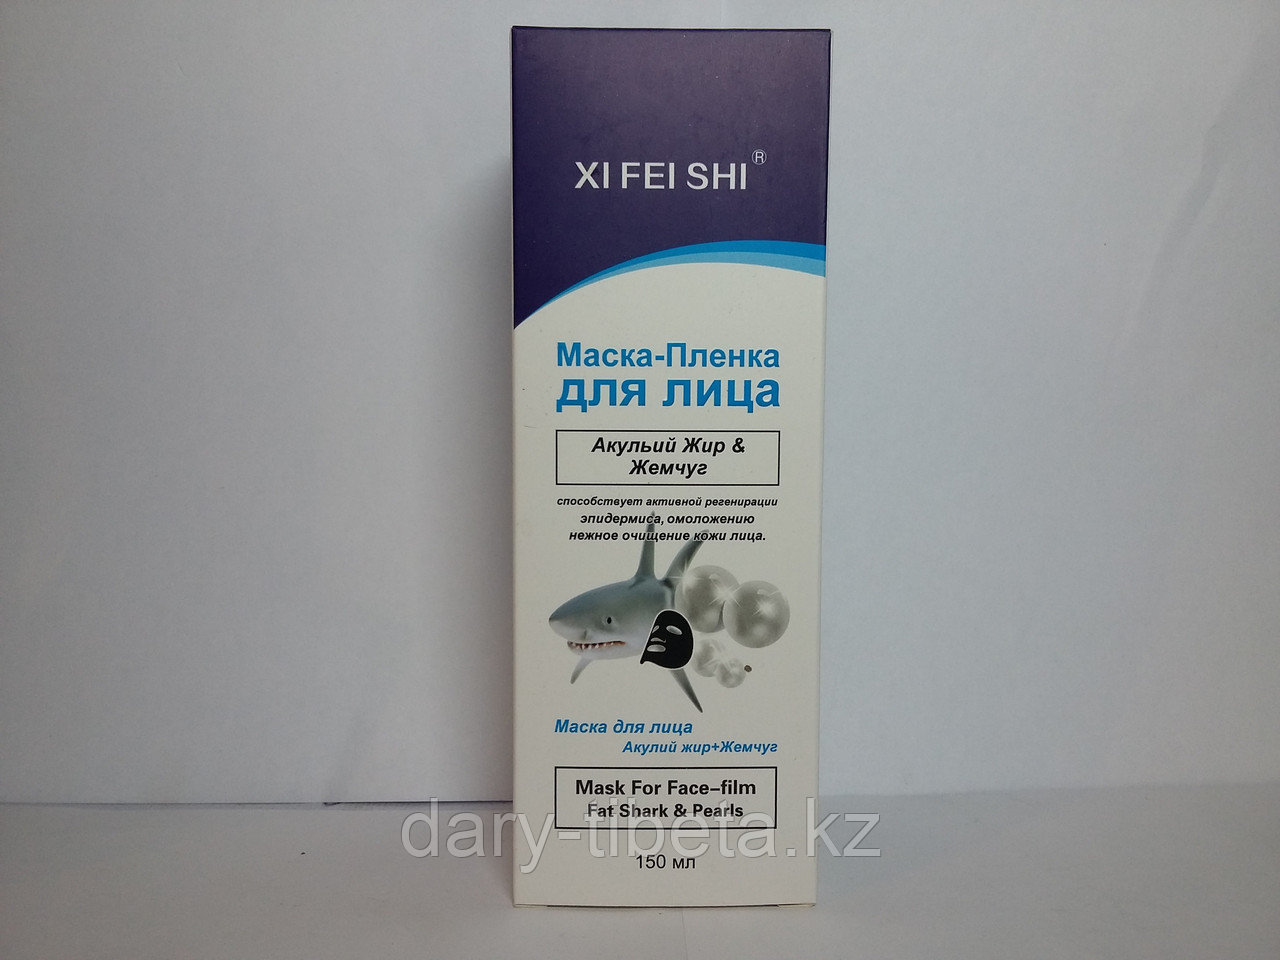 XI FEI SHI ®
Маска-Пленка
для лица
Акульий Жир &
Жемчуг
способствует активной регенирации
эпидермиса, омоложению
нежное очищение кожи лица.
Маска для лица
Акулий жир+Жемчуг
Mask For Face-film
Fat Shark & Pearls
dary-tibeta.kz
150 мл